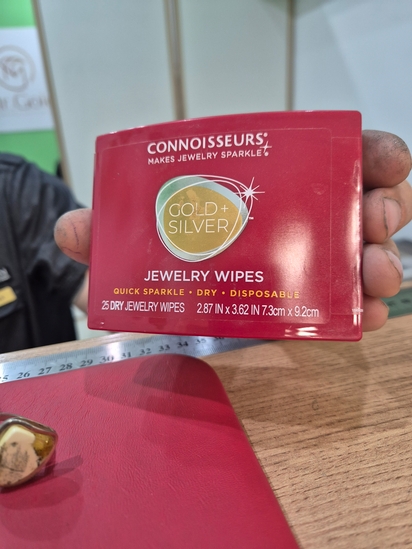 CONNOISSEURS®
MAKES JEWELRY SPARKLE
GOLD +
SILVER
JEWELRY WIPES
QUICK SPARKLE • DRY • DISPOSABLE
25 DRY JEWELRY WIPES 2.87 IN x 3.62 IN 7.3cm x 9.2cm
26 27 28 29 30 31 32 33 34 35